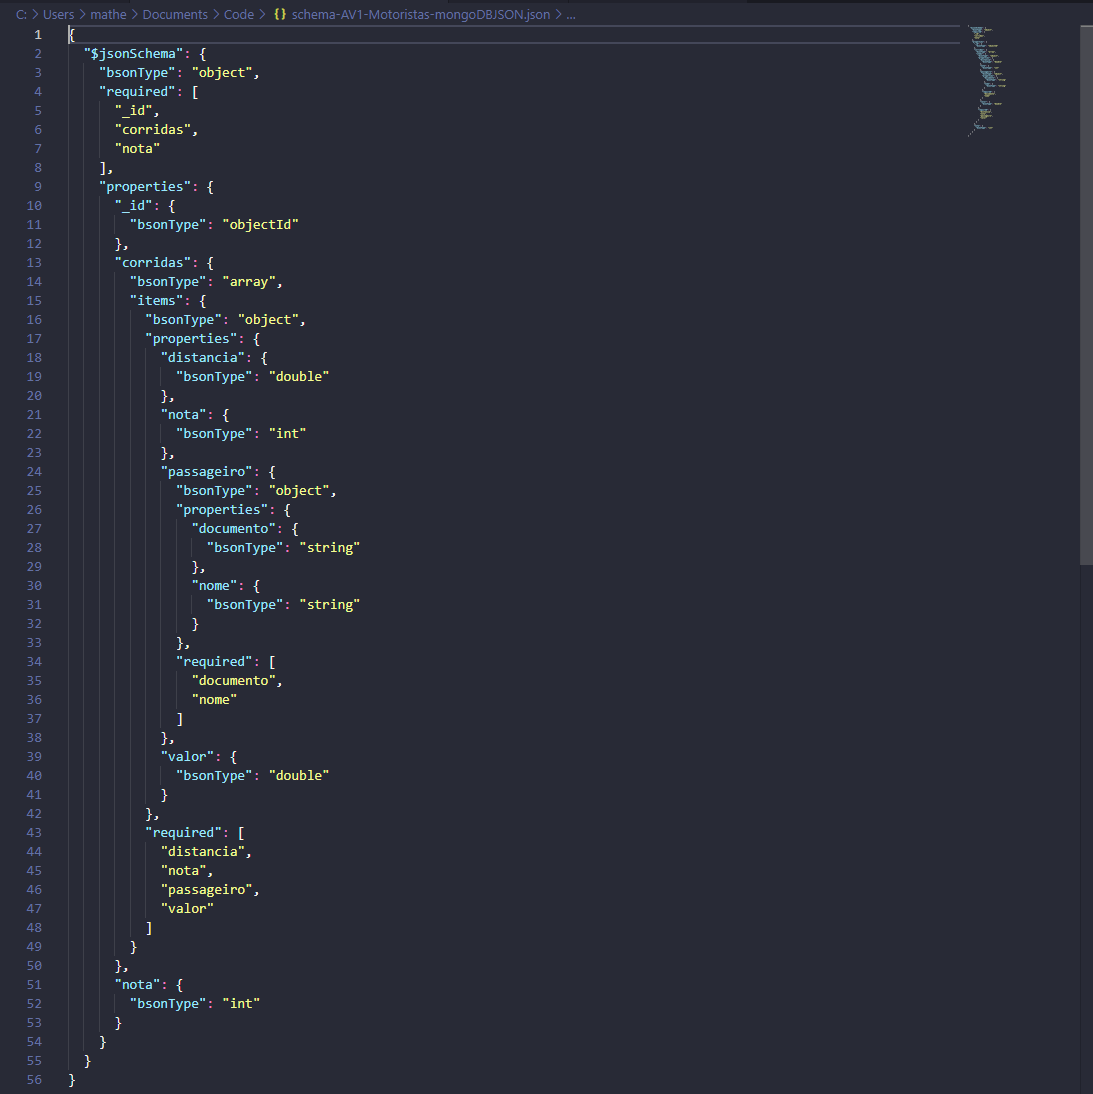 C: > Users > mathe > Documents > Code > {} schema-AV1-Motoristas-mongoDBJSON.json > ...
1 {
2 "$jsonSchema": {
3 "bsonType": "object",
4 "required": [
5 "_id",
6 "corridas",
7 "nota"
8 ],
9 "properties": {
10 "_id": {
11 "bsonType": "objectId"
12 },
13 "corridas": {
14 "bsonType": "array",
15 "items": {
16 "bsonType": "object",
17 "properties": {
18 "distancia": {
19 "bsonType": "double"
20 },
21 "nota": {
22 "bsonType": "int"
23 },
24 "passageiro": {
25 "bsonType": "object",
26 "properties": {
27 "documento": {
28 "bsonType": "string"
29 },
30 "nome": {
31 "bsonType": "string"
32 }
33 },
34 "required": [
35 "documento",
36 "nome"
37 ]
38 },
39 "valor": {
40 "bsonType": "double"
41 }
42 },
43 "required": [
44 "distancia",
45 "nota",
46 "passageiro",
47 "valor"
48 ]
49 }
50 },
51 "nota": {
52 "bsonType": "int"
53 }
54 }
55 }
56 }